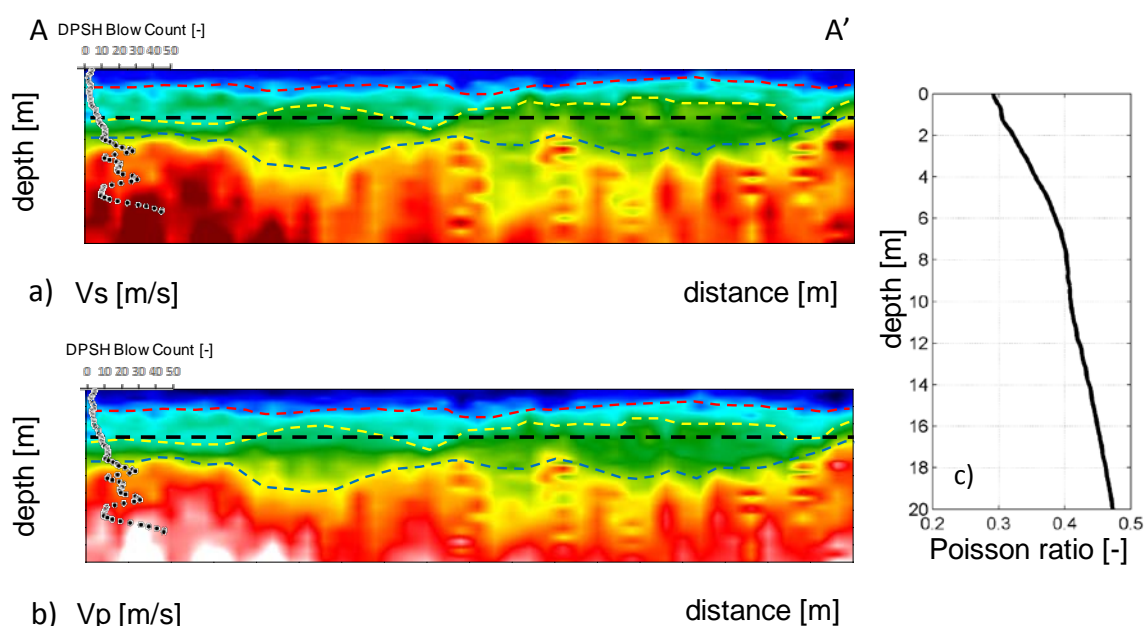 A DPSH Blow Count [-] A’
0 10 20 30 40 50
depth [m]
a) Vs [m/s] distance [m]
DPSH Blow Count [-]
0 10 20 30 40 50
depth [m]
b) Vp [m/s] distance [m]
0
2
4
6
8
10
12
14
16
18
20
depth [m]
c)
0.2 0.3 0.4 0.5
Poisson ratio [-]